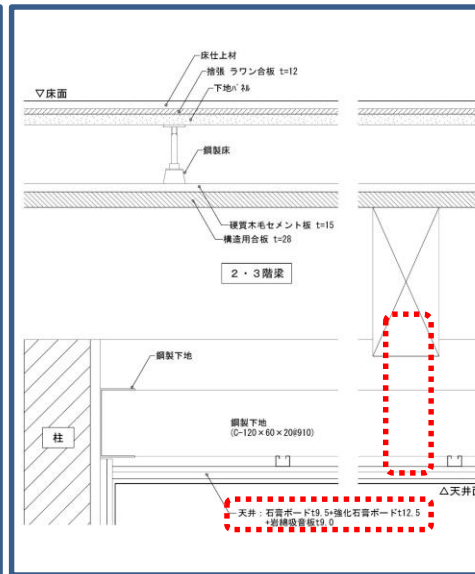 床仕上材
捨張 ラワン合板 t=12
下地パネル
▽床面
鋼製床
硬質木毛セメント板 t=15
構造用合板 t=28
2・3階梁
鋼製下地
柱
鋼製下地
(C-120×60×20@910)
△天井面
天井：石膏ボードt9.5+強化石膏ボードt12.5
+岩綿吸音板t9.0